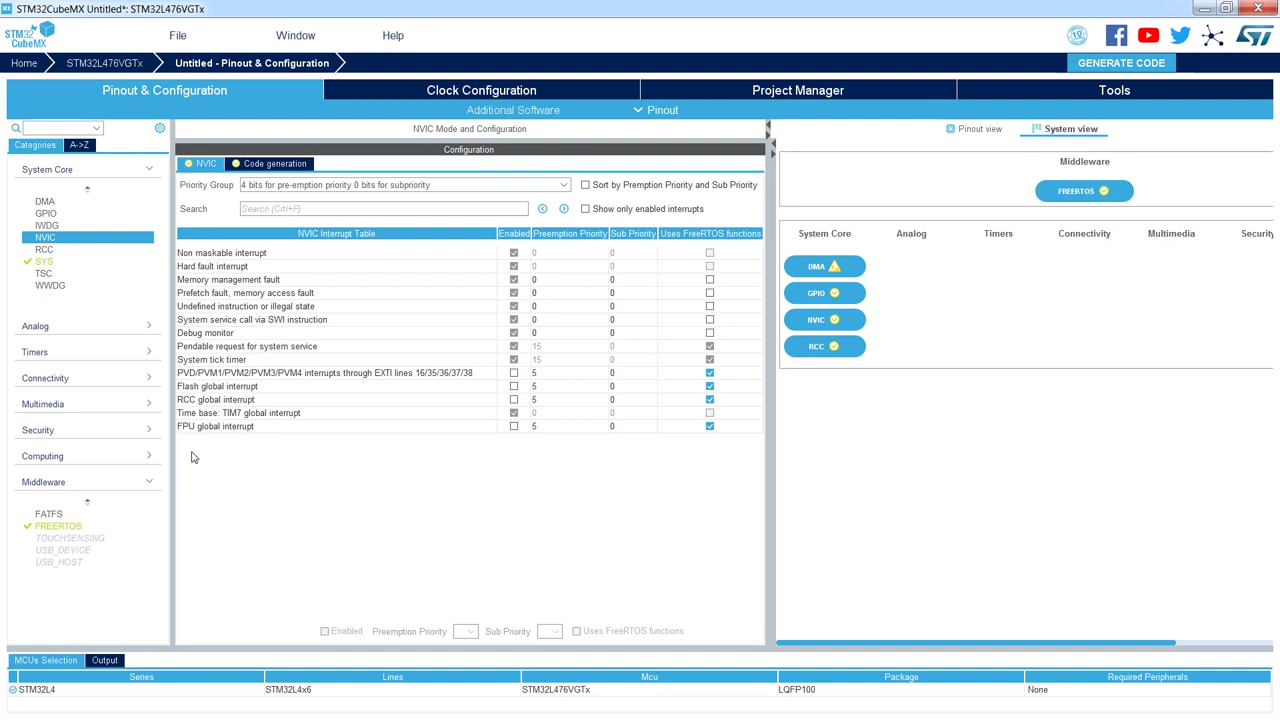 MX STM32CubeMX Untitled*: STM32L476VGTx
STM32 CubeMX File Window Help 10
Home STM32L476VGTx Untitled - Pinout & Configuration GENERATE CODE
Pinout & Configuration Clock Configuration Project Manager Tools
Additional Software Pinout
NVIC Mode and Configuration Pinout view System view
Categories A->Z
Configuration
System Core
DMA
GPIO
IWDG
NVIC
RCC
SYS
TSC
WWDG
Analog
Timers
Connectivity
Multimedia
Security
Computing
Middleware
FATFS
FREERTOS
TOUCHSENSING
USB_DEVICE
USB_HOST
NVIC Code generation
Priority Group 4 bits for pre-emption priority 0 bits for subpriority Sort by Premption Priority and Sub Priority
Search Search (Crtl+F) Show only enabled interrupts
NVIC Interrupt Table Enabled Preemption Priority Sub Priority Uses FreeRTOS functions
Non maskable interrupt 0 0
Hard fault interrupt 0 0
Memory management fault 0 0
Prefetch fault, memory access fault 0 0
Undefined instruction or illegal state 0 0
System service call via SWI instruction 0 0
Debug monitor 0 0
Pendable request for system service 15 0
System tick timer 15 0
PVD/PVM1/PVM2/PVM3/PVM4 interrupts through EXTI lines 16/35/36/37/38 5 0
Flash global interrupt 5 0
RCC global interrupt 5 0
Time base: TIM7 global interrupt 0 0
FPU global interrupt 5 0
Enabled Preemption Priority Sub Priority Uses FreeRTOS functions
Middleware
FREERTOS
System Core Analog Timers Connectivity Multimedia Security
DMA
GPIO
NVIC
RCC
MCUs Selection Output
Series Lines Mcu Package Required Peripherals
STM32L4 STM32L4x6 STM32L476VGTx LQFP100 None